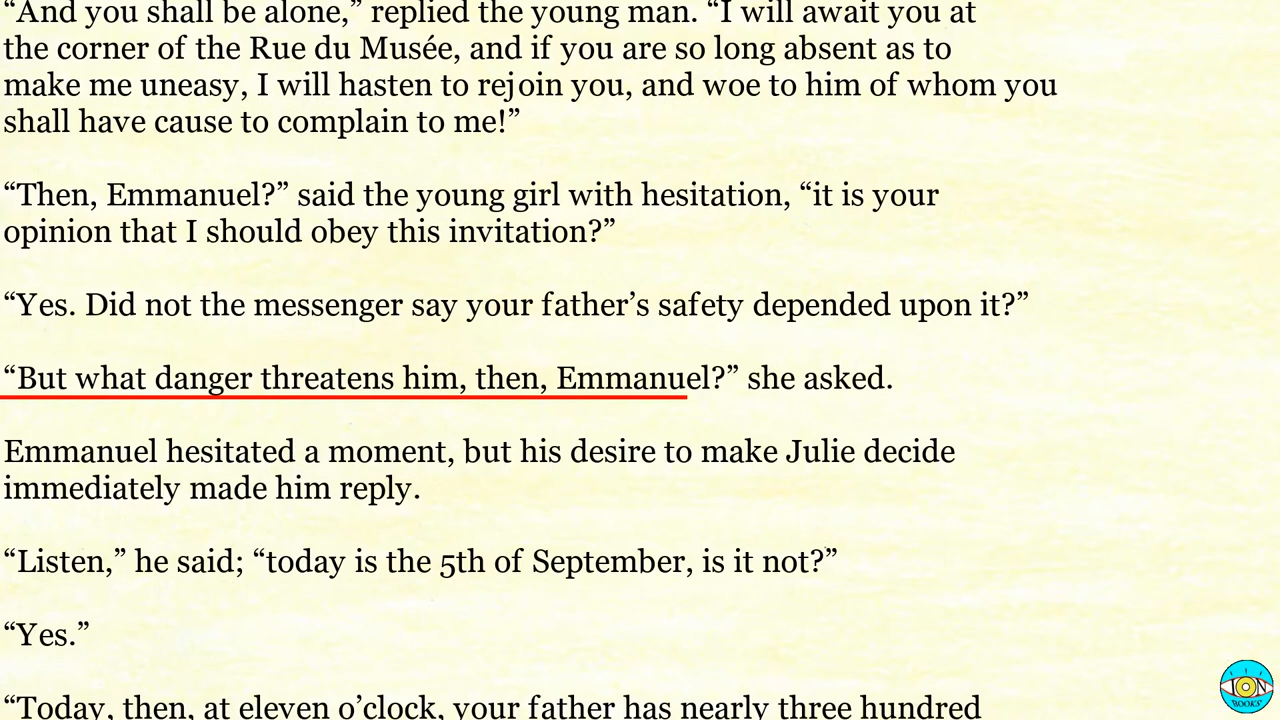 “And you shall be alone,” replied the young man. “I will await you at
the corner of the Rue du Musée, and if you are so long absent as to
make me uneasy, I will hasten to rejoin you, and woe to him of whom you
shall have cause to complain to me!”
“Then, Emmanuel?” said the young girl with hesitation, “it is your
opinion that I should obey this invitation?”
“Yes. Did not the messenger say your father’s safety depended upon it?”
“But what danger threatens him, then, Emmanuel?” she asked.
Emmanuel hesitated a moment, but his desire to make Julie decide
immediately made him reply.
“Listen,” he said; “today is the 5th of September, is it not?”
“Yes.”
“Today, then, at eleven o’clock, your father has nearly three hundred
ION
BOOKS